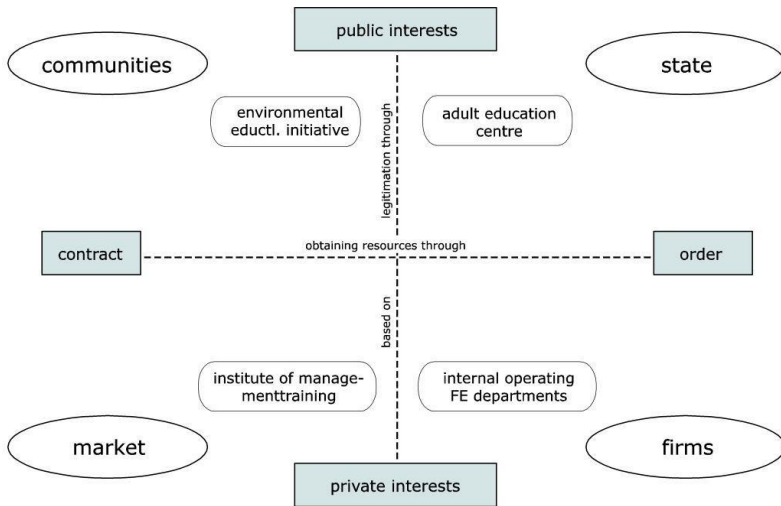 public interests
communities
state
environmental
eductl. initiative
adult education
centre
legitimation through
contract
obtaining resources through
order
based on
institute of manage-
menttraining
internal operating
FE departments
market
firms
private interests